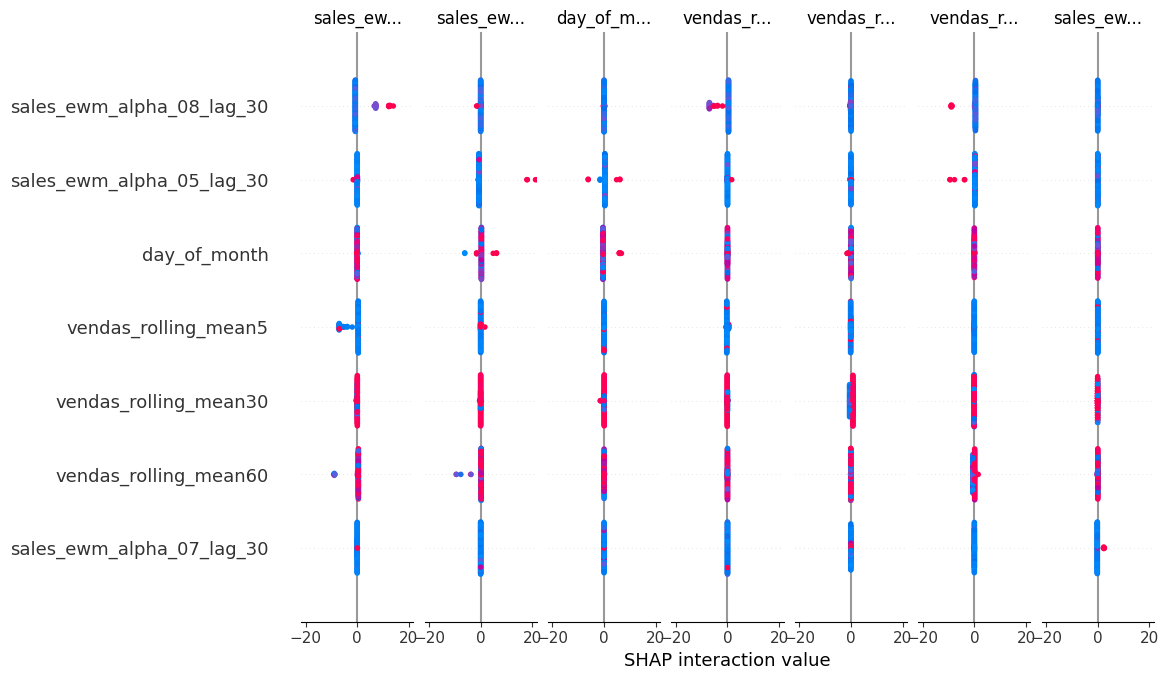 sales_ew... sales_ew... day_of_m... vendas_r... vendas_r... vendas_r... sales_ew...
sales_ewm_alpha_08_lag_30
sales_ewm_alpha_05_lag_30
day_of_month
vendas_rolling_mean5
vendas_rolling_mean30
vendas_rolling_mean60
sales_ewm_alpha_07_lag_30
−20 0 20 −20 0 20 −20 0 20 −20 0 20 −20 0 20 −20 0 20 −20 0 20
SHAP interaction value